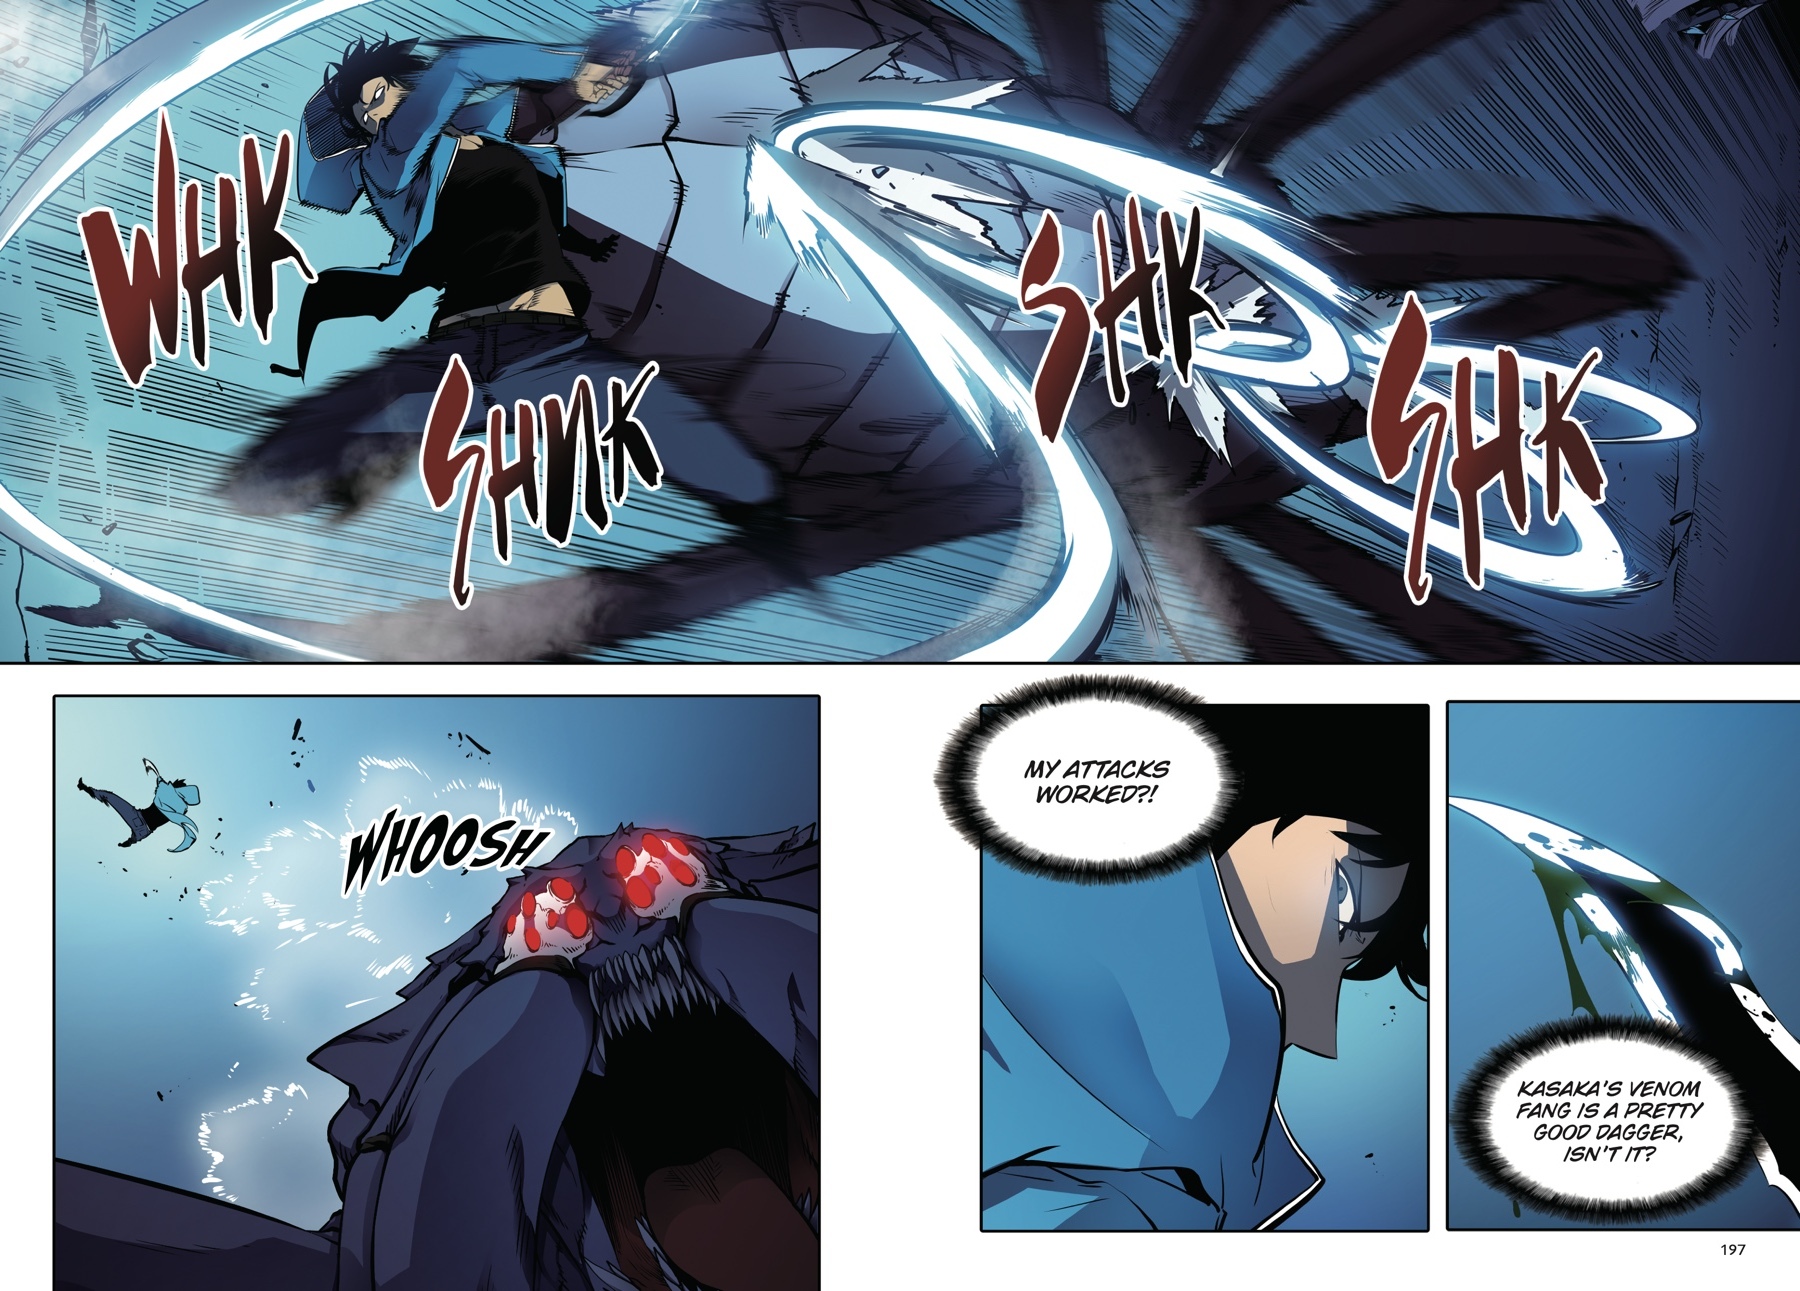 WHK
SHNK
SHK
SHK
WHOOSH
MY ATTACKS
WORKED?!
KASAKA'S VENOM
FANG IS A PRETTY
GOOD DAGGER,
ISN'T IT?
197